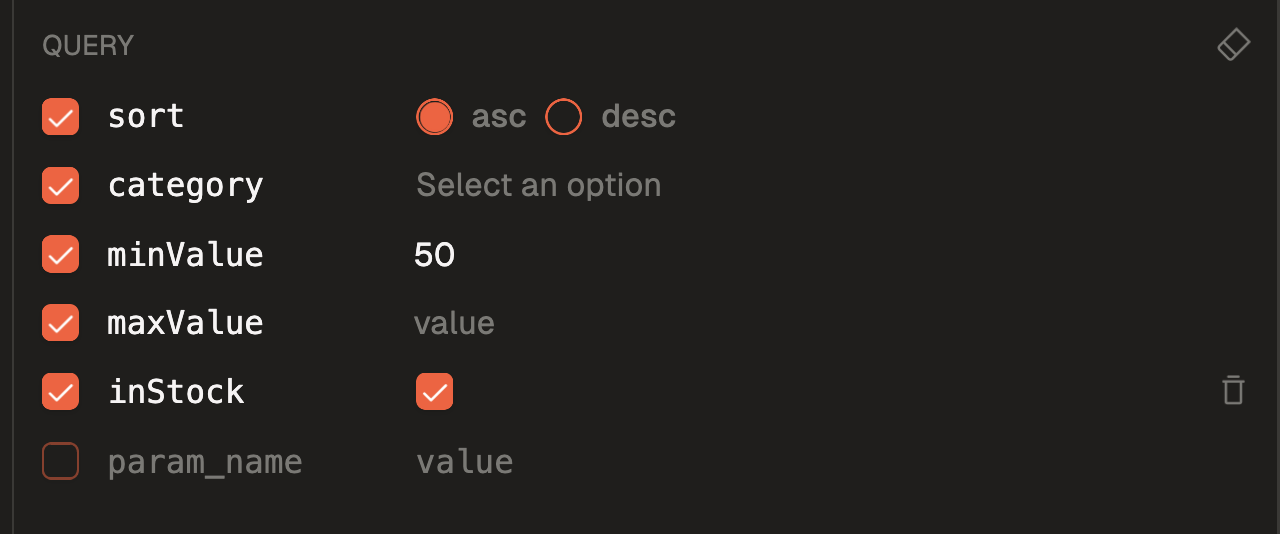 QUERY
sort asc desc
category Select an option
minValue 50
maxValue value
inStock
param_name value